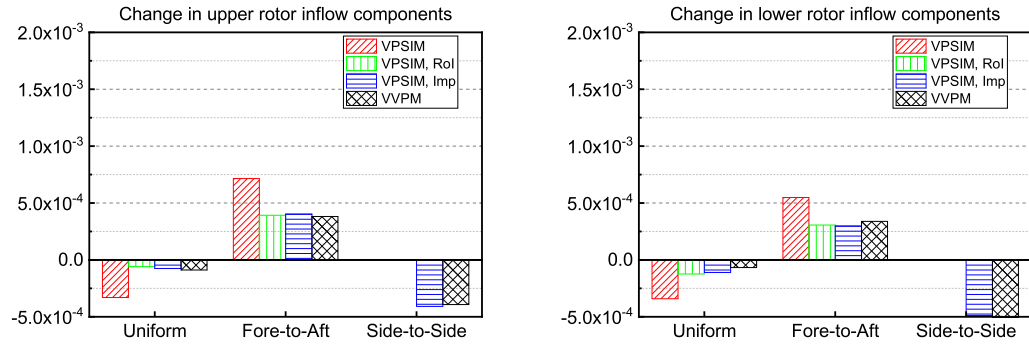 Change in upper rotor inflow components
2.0x10-3
1.5x10-3
1.0x10-3
5.0x10-4
0.0
-5.0x10-4
VPSIM
VPSIM, RoI
VPSIM, Imp
VVPM
Uniform Fore-to-Aft Side-to-Side
Change in lower rotor inflow components
2.0x10-3
1.5x10-3
1.0x10-3
5.0x10-4
0.0
-5.0x10-4
VPSIM
VPSIM, RoI
VPSIM, Imp
VVPM
Uniform Fore-to-Aft Side-to-Side